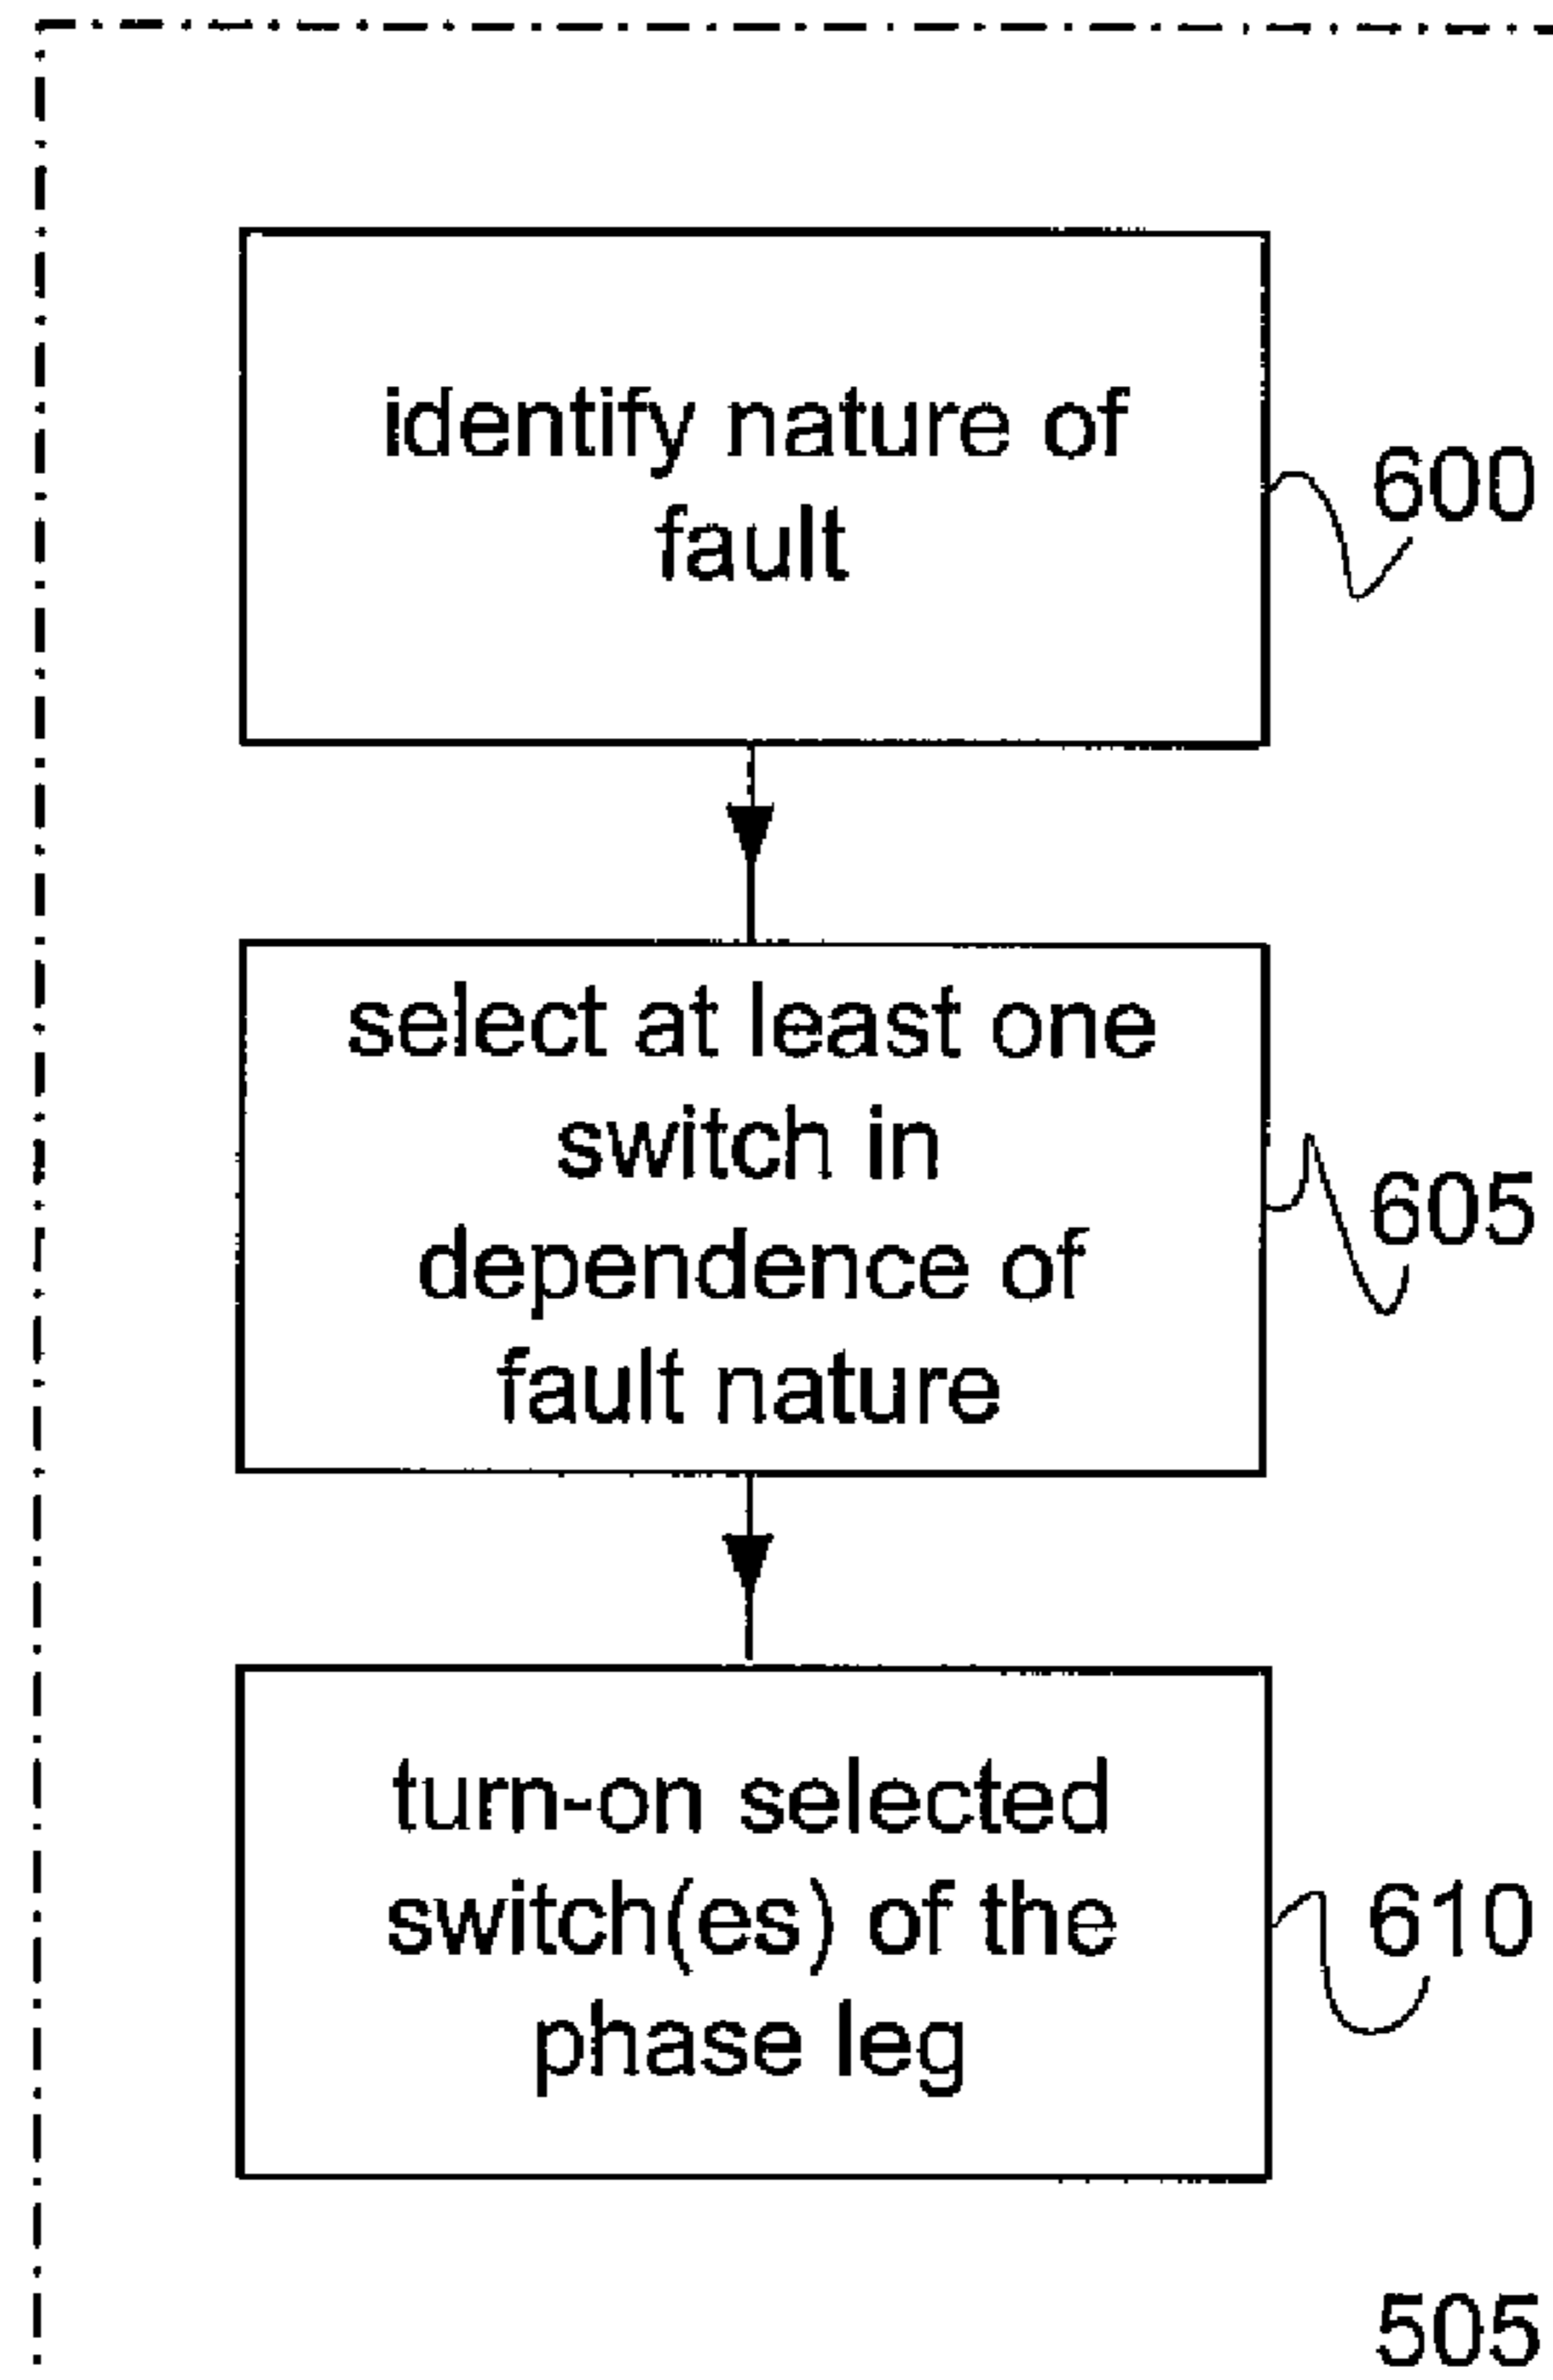 identify nature of
fault
600
select at least one
switch in
dependence of
fault nature
605
turn-on selected
switch(es) of the
phase leg
610
505